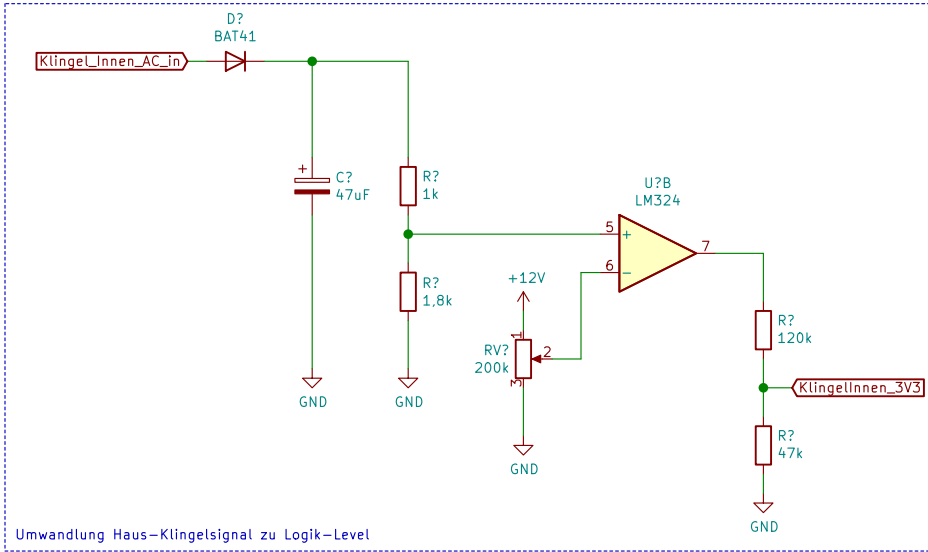 D?
BAT41
Klingel_Innen_AC_in
+
C?
47uF
R?
1k
U?B
LM324
5
+
7
6
−
R?
1,8k
+12V
1
2
RV?
200k
3
R?
120k
KlingelInnen_3V3
GND
GND
R?
47k
GND
GND
Umwandlung Haus−Klingelsignal zu Logik−Level